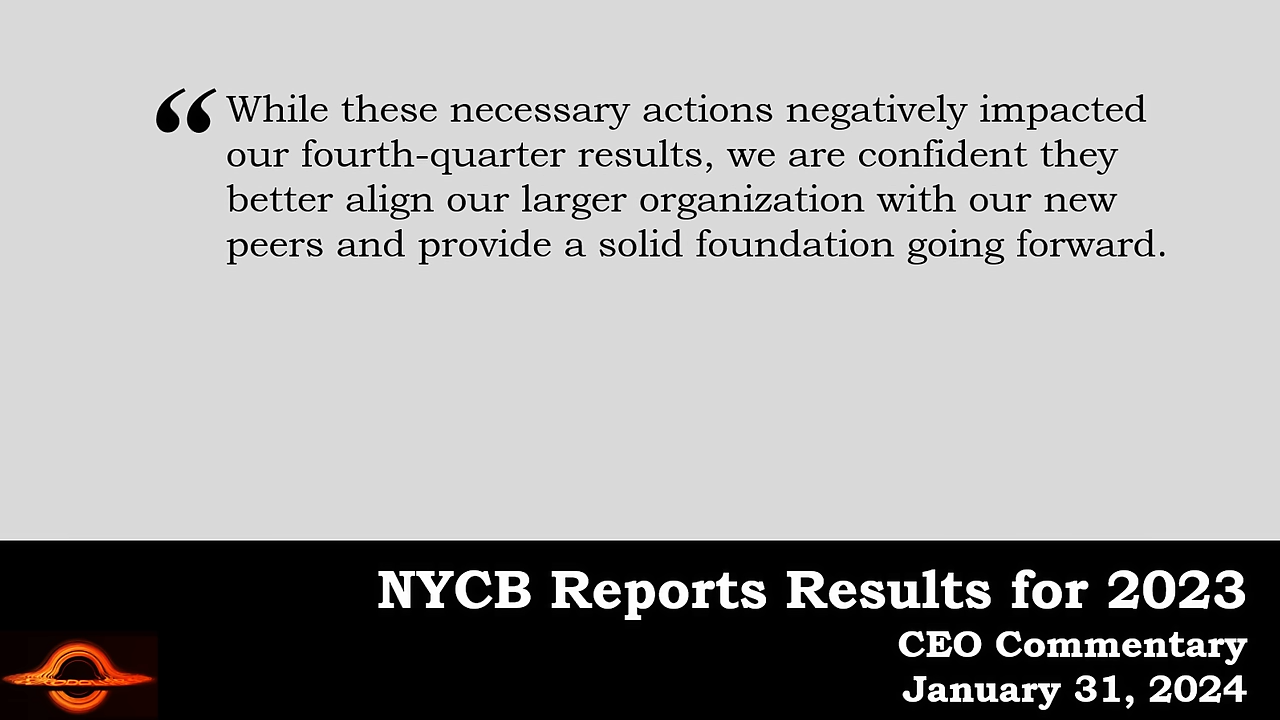 “While these necessary actions negatively impacted
our fourth-quarter results, we are confident they
better align our larger organization with our new
peers and provide a solid foundation going forward.
NYCB Reports Results for 2023
CEO Commentary
January 31, 2024